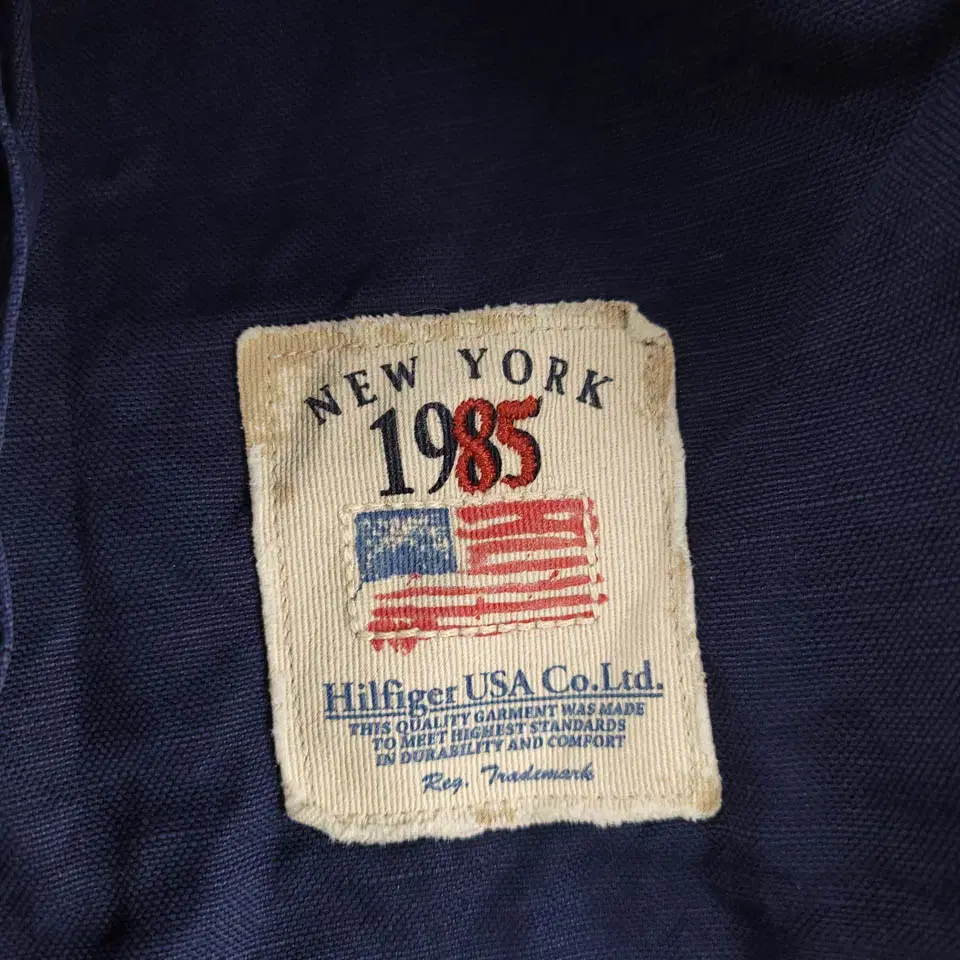 NEW YORK
1985
Hilfiger USA Co.Ltd.
THIS QUALITY GARMENT WAS MADE
TO MEET HIGHEST STANDARDS
IN DURABILITY AND COMFORT
Reg. Trademark